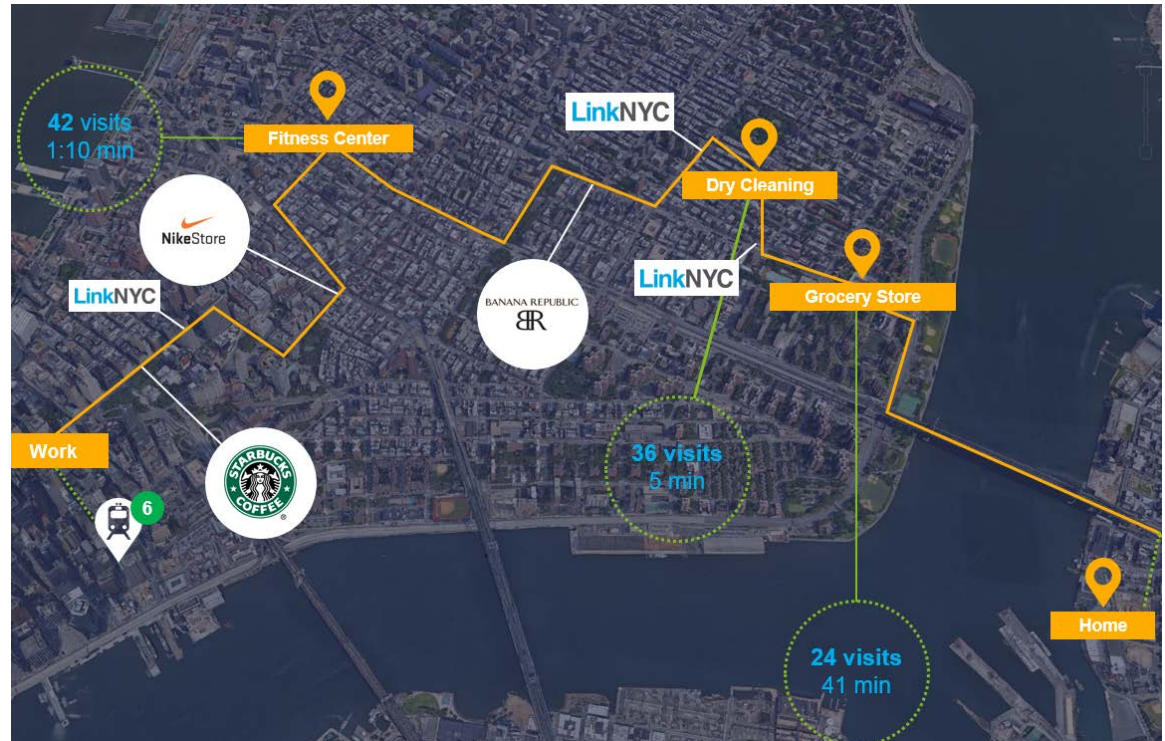 42 visits
1:10 min
Fitness Center
LinkNYC
Dry Cleaning
NikeStore
LinkNYC
BANANA REPUBLIC
BR
LinkNYC
Grocery Store
Work
STARBUCKS
COFFEE
®
6
36 visits
5 min
Home
24 visits
41 min